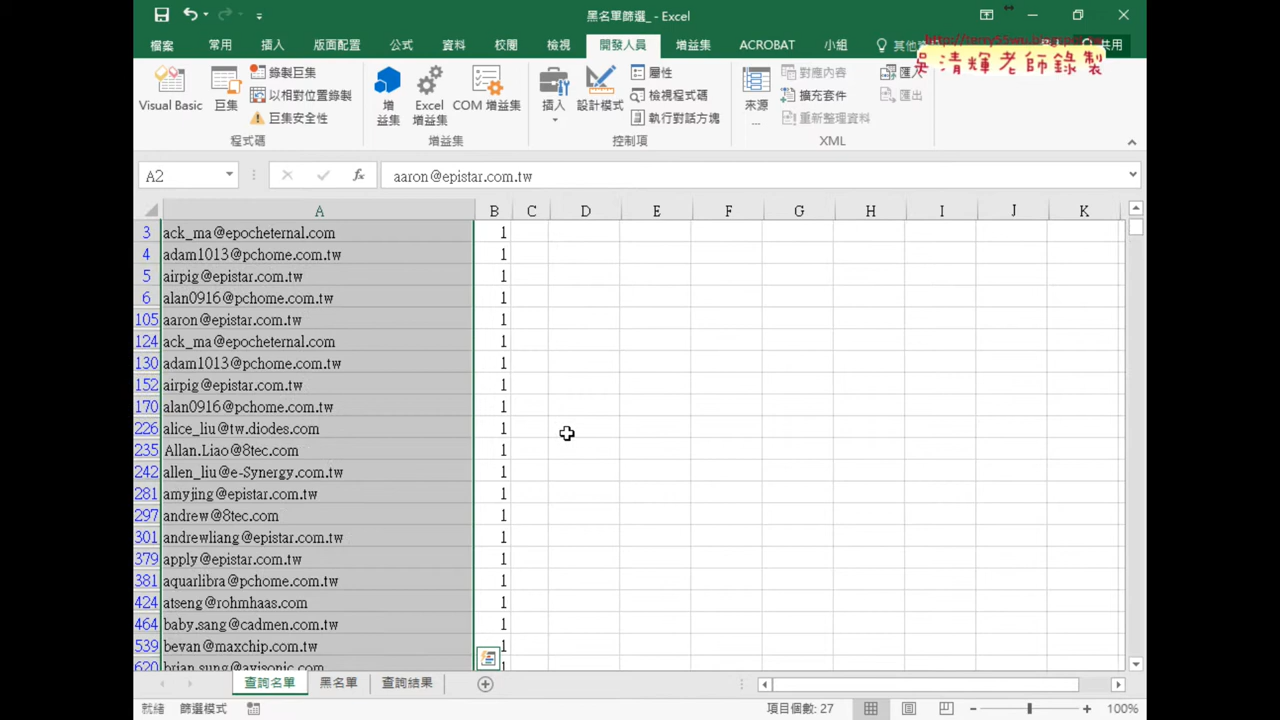 黑名單篩選_ - Excel
檔案 常用 插入 頁面配置 公式 資料 校閱 檢視 開發人員 增益集 ACROBAT 小組 共用
吳清輝老師錄製
Visual Basic 巨集 錄製巨集 以相對位置錄製 巨集安全性 程式碼
增益集 Excel 增益集 COM 增益集 增益集
插入 設計模式 屬性 檢視程式碼 執行對話方塊 控制項
來源... 對應內容 擴充套件 重新整理資料 匯出 XML
A2 fx aaron@epistar.com.tw
A B C D E F G H I J K
3 ack_ma@epocheternal.com 1
4 adam1013@pchome.com.tw 1
5 airpig@epistar.com.tw 1
6 alan0916@pchome.com.tw 1
105 aaron@epistar.com.tw 1
124 ack_ma@epocheternal.com 1
130 adam1013@pchome.com.tw 1
152 airpig@epistar.com.tw 1
170 alan0916@pchome.com.tw 1
226 alice_liu@tw.diodes.com 1
235 Allan.Liao@8tec.com 1
242 allen_liu@e-Synergy.com.tw 1
281 amyjing@epistar.com.tw 1
297 andrew@8tec.com 1
301 andrewliang@epistar.com.tw 1
379 apply@epistar.com.tw 1
381 aquarlibra@pchome.com.tw 1
424 atseng@rohmhaas.com 1
464 baby.sang@cadmen.com.tw 1
539 bevan@maxchip.com.tw 1
620 brian.sung@avisonic.com 1
查詢名單 黑名單 查詢結果
就緒 篩選模式 項目個數: 27 100%